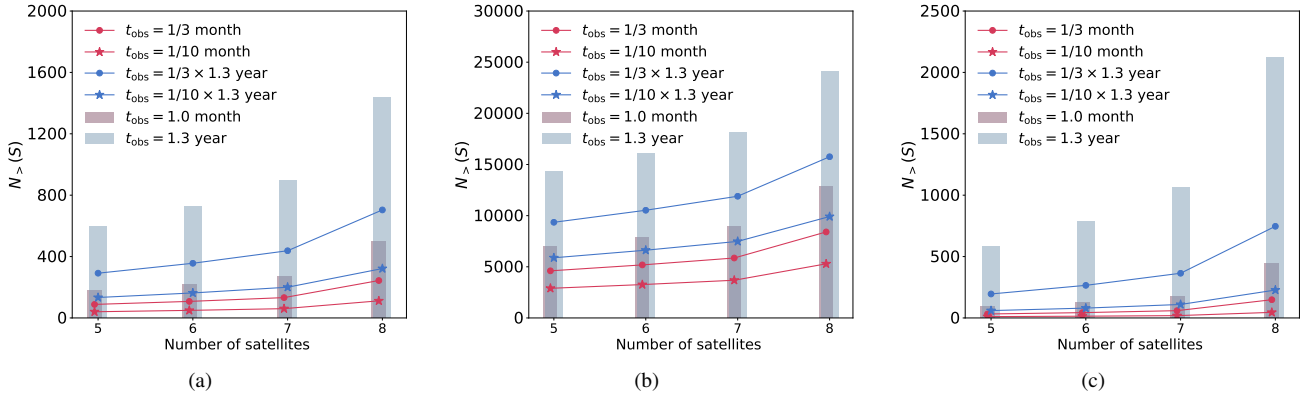 2000
1600
1200
800
400
0
N>(S)
t_obs = 1/3 month
t_obs = 1/10 month
t_obs = 1/3 × 1.3 year
t_obs = 1/10 × 1.3 year
t_obs = 1.0 month
t_obs = 1.3 year
5 6 7 8
Number of satellites
(a)
30000
25000
20000
15000
10000
5000
0
N>(S)
t_obs = 1/3 month
t_obs = 1/10 month
t_obs = 1/3 × 1.3 year
t_obs = 1/10 × 1.3 year
t_obs = 1.0 month
t_obs = 1.3 year
5 6 7 8
Number of satellites
(b)
2500
2000
1500
1000
500
0
N>(S)
t_obs = 1/3 month
t_obs = 1/10 month
t_obs = 1/3 × 1.3 year
t_obs = 1/10 × 1.3 year
t_obs = 1.0 month
t_obs = 1.3 year
5 6 7 8
Number of satellites
(c)